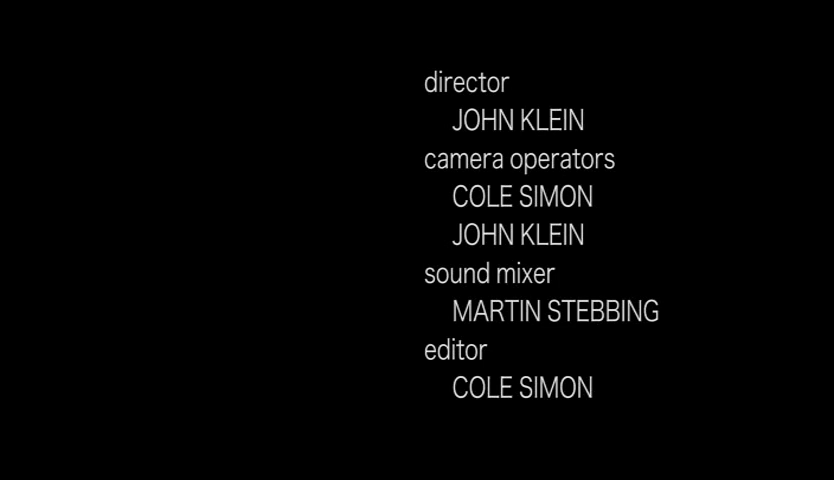 director
JOHN KLEIN
camera operators
COLE SIMON
JOHN KLEIN
sound mixer
MARTIN STEBBING
editor
COLE SIMON